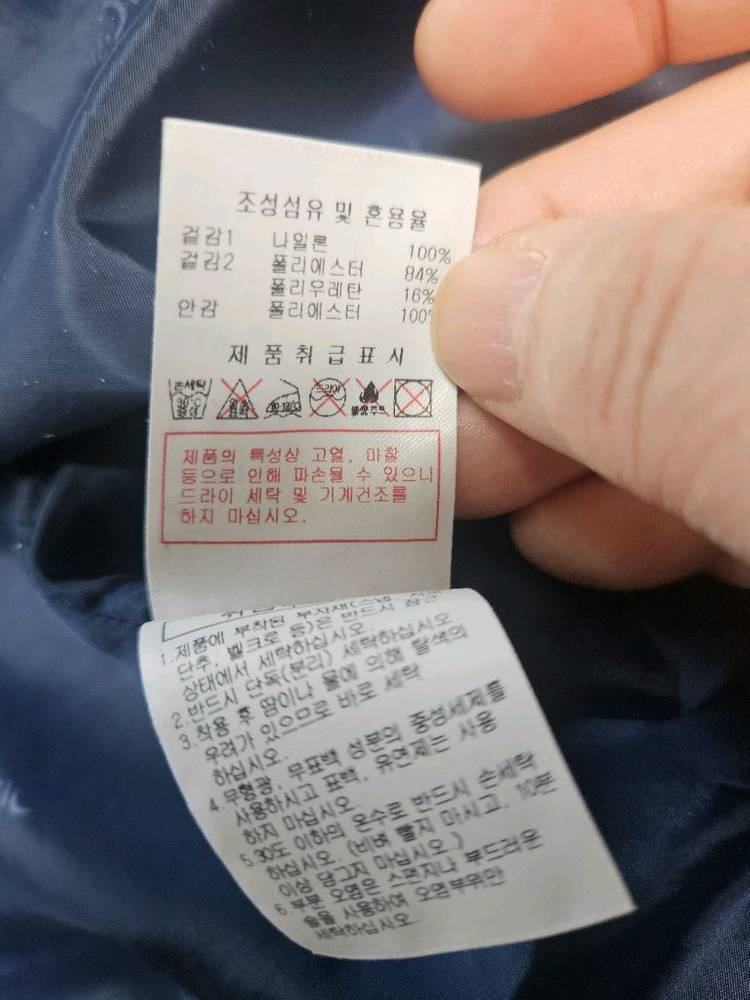 조성섬유 및 혼용율
겉감1 나일론 100%
겉감2 폴리에스터 84%
폴리우레탄 16%
안감 폴리에스터 100%
제 품 취 급 표 시
손세탁 드라이
제품의 특성상 고열, 마찰
등으로 인해 파손될 수 있으니
드라이 세탁 및 기계건조를
하지 마십시오.
1.제품에 부착된 부자재(스냅,
단추, 벨크로 등)은 반드시 잠근
상태에서 세탁하십시오.
2.반드시 단독(분리) 세탁하십시오.
3.착용 후 땀이나 물에 의해 탈색의
우려가 있으므로 바로 세탁
하십시오.
4.무형광, 무표백 성분의 중성세제를
사용하시고 표백, 유연제는 사용
하지 마십시오.
5.30도 이하의 온수로 반드시 손세탁
하십시오. (비벼 빨지 마시고, 10분
이상 담그지 마십시오.)
6.부분 오염은 스펀지나 부드러운
솔을 사용하여 오염부위만
세탁하십시오.